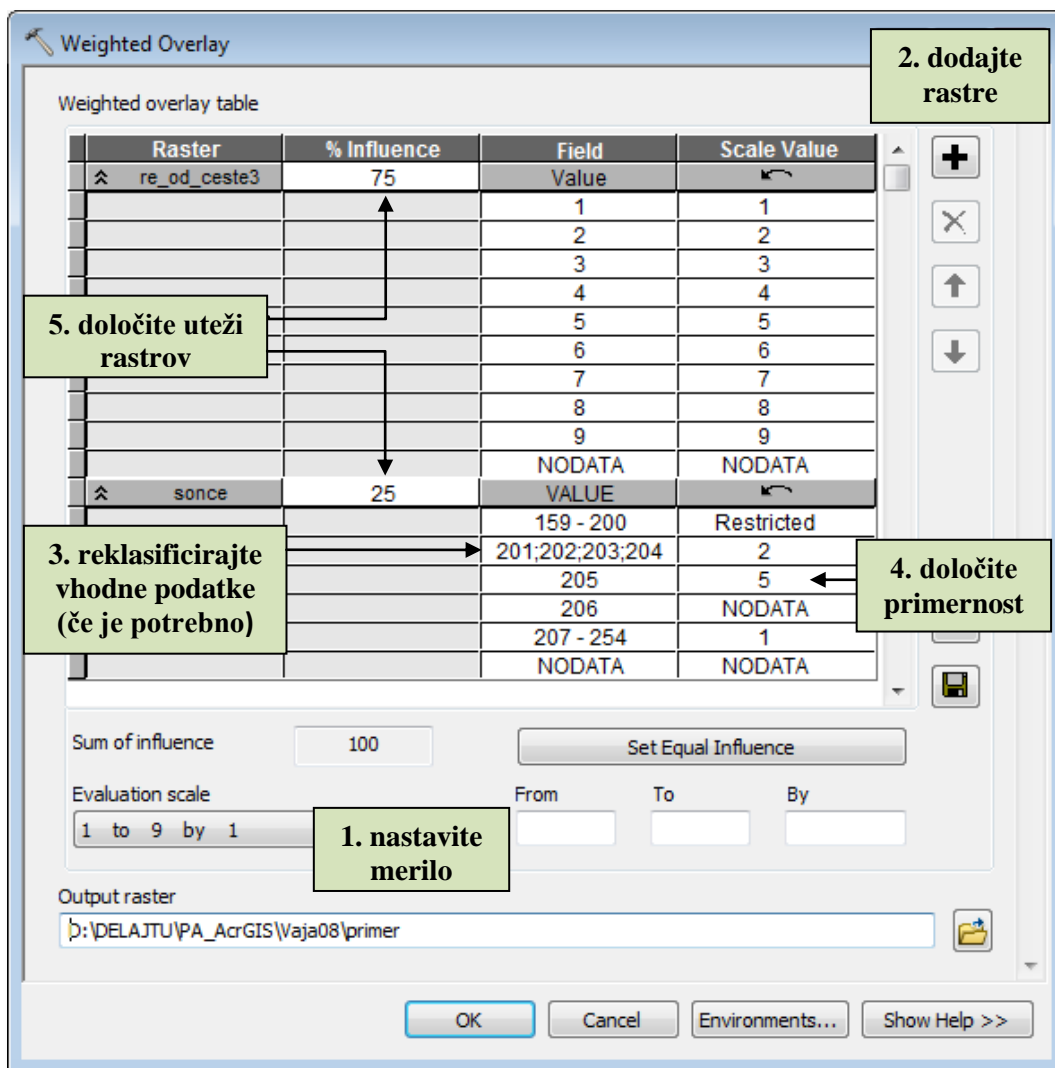 Weighted Overlay
2. dodajte
rastre
Weighted overlay table
Raster % Influence Field Scale Value
re_od_ceste3 75 Value
1 1
2 2
3 3
4 4
5 5
6 6
7 7
8 8
9 9
NODATA NODATA
5. določite uteži
rastrov
sonce 25 VALUE
159 - 200 Restricted
201;202;203;204 2
205 5
206 NODATA
207 - 254 1
NODATA NODATA
3. reklasificirajte
vhodne podatke
(če je potrebno)
4. določite
primernost
Sum of influence 100 Set Equal Influence
Evaluation scale From To By
1 to 9 by 1
1. nastavite
merilo
Output raster
D:\DELAJTU\PA_AcrGIS\Vaja08\primer
OK Cancel Environments... Show Help >>